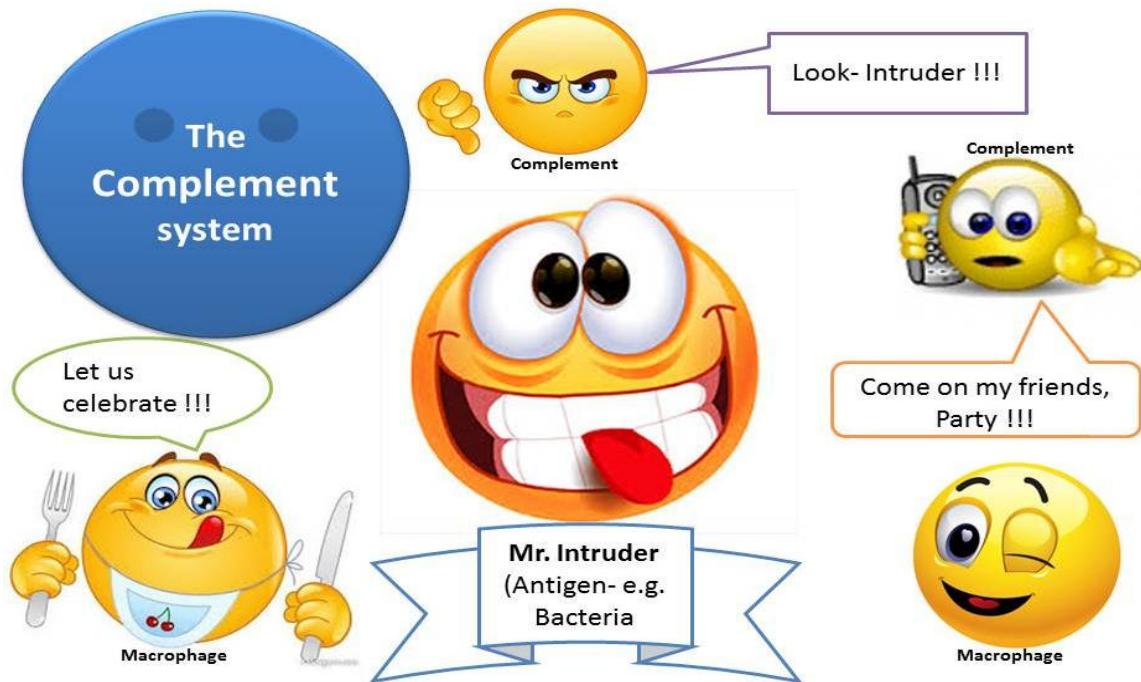 The
Complement
system
Complement
Look- Intruder !!!
Complement
Come on my friends,
Party !!!
Let us
celebrate !!!
Macrophage
Mr. Intruder
(Antigen- e.g.
Bacteria
Macrophage